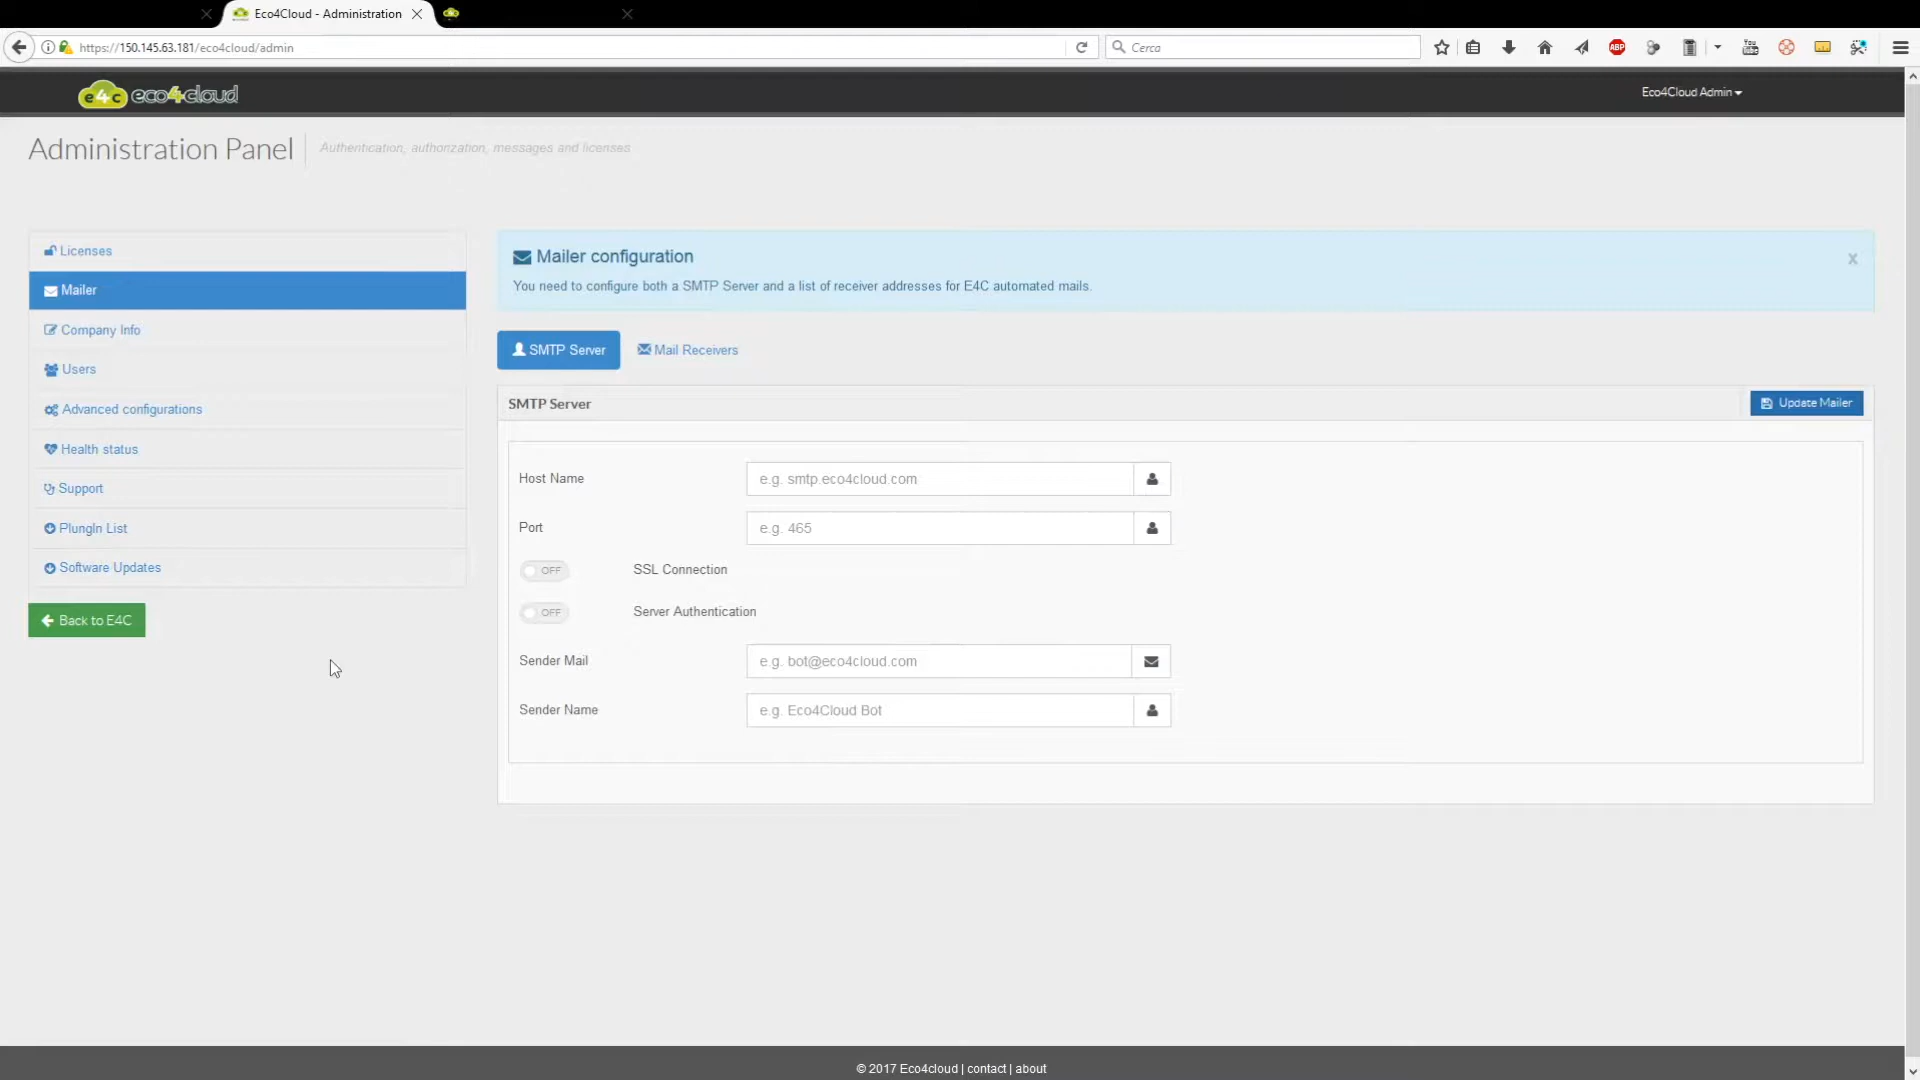 Eco4Cloud - Administration
https://150.145.63.181/eco4cloud/admin
Cerca
ABP
e4c eco4cloud
Eco4Cloud Admin
Administration Panel
Authentication, authorization, messages and licenses
Licenses
Mailer
Company Info
Users
Advanced configurations
Health status
Support
PlungIn List
Software Updates
Back to E4C
Mailer configuration
x
You need to configure both a SMTP Server and a list of receiver addresses for E4C automated mails.
SMTP Server
Mail Receivers
SMTP Server
Update Mailer
Host Name
e.g. smtp.eco4cloud.com
Port
e.g. 465
OFF
SSL Connection
OFF
Server Authentication
Sender Mail
e.g. bot@eco4cloud.com
Sender Name
e.g. Eco4Cloud Bot
© 2017 Eco4cloud | contact | about